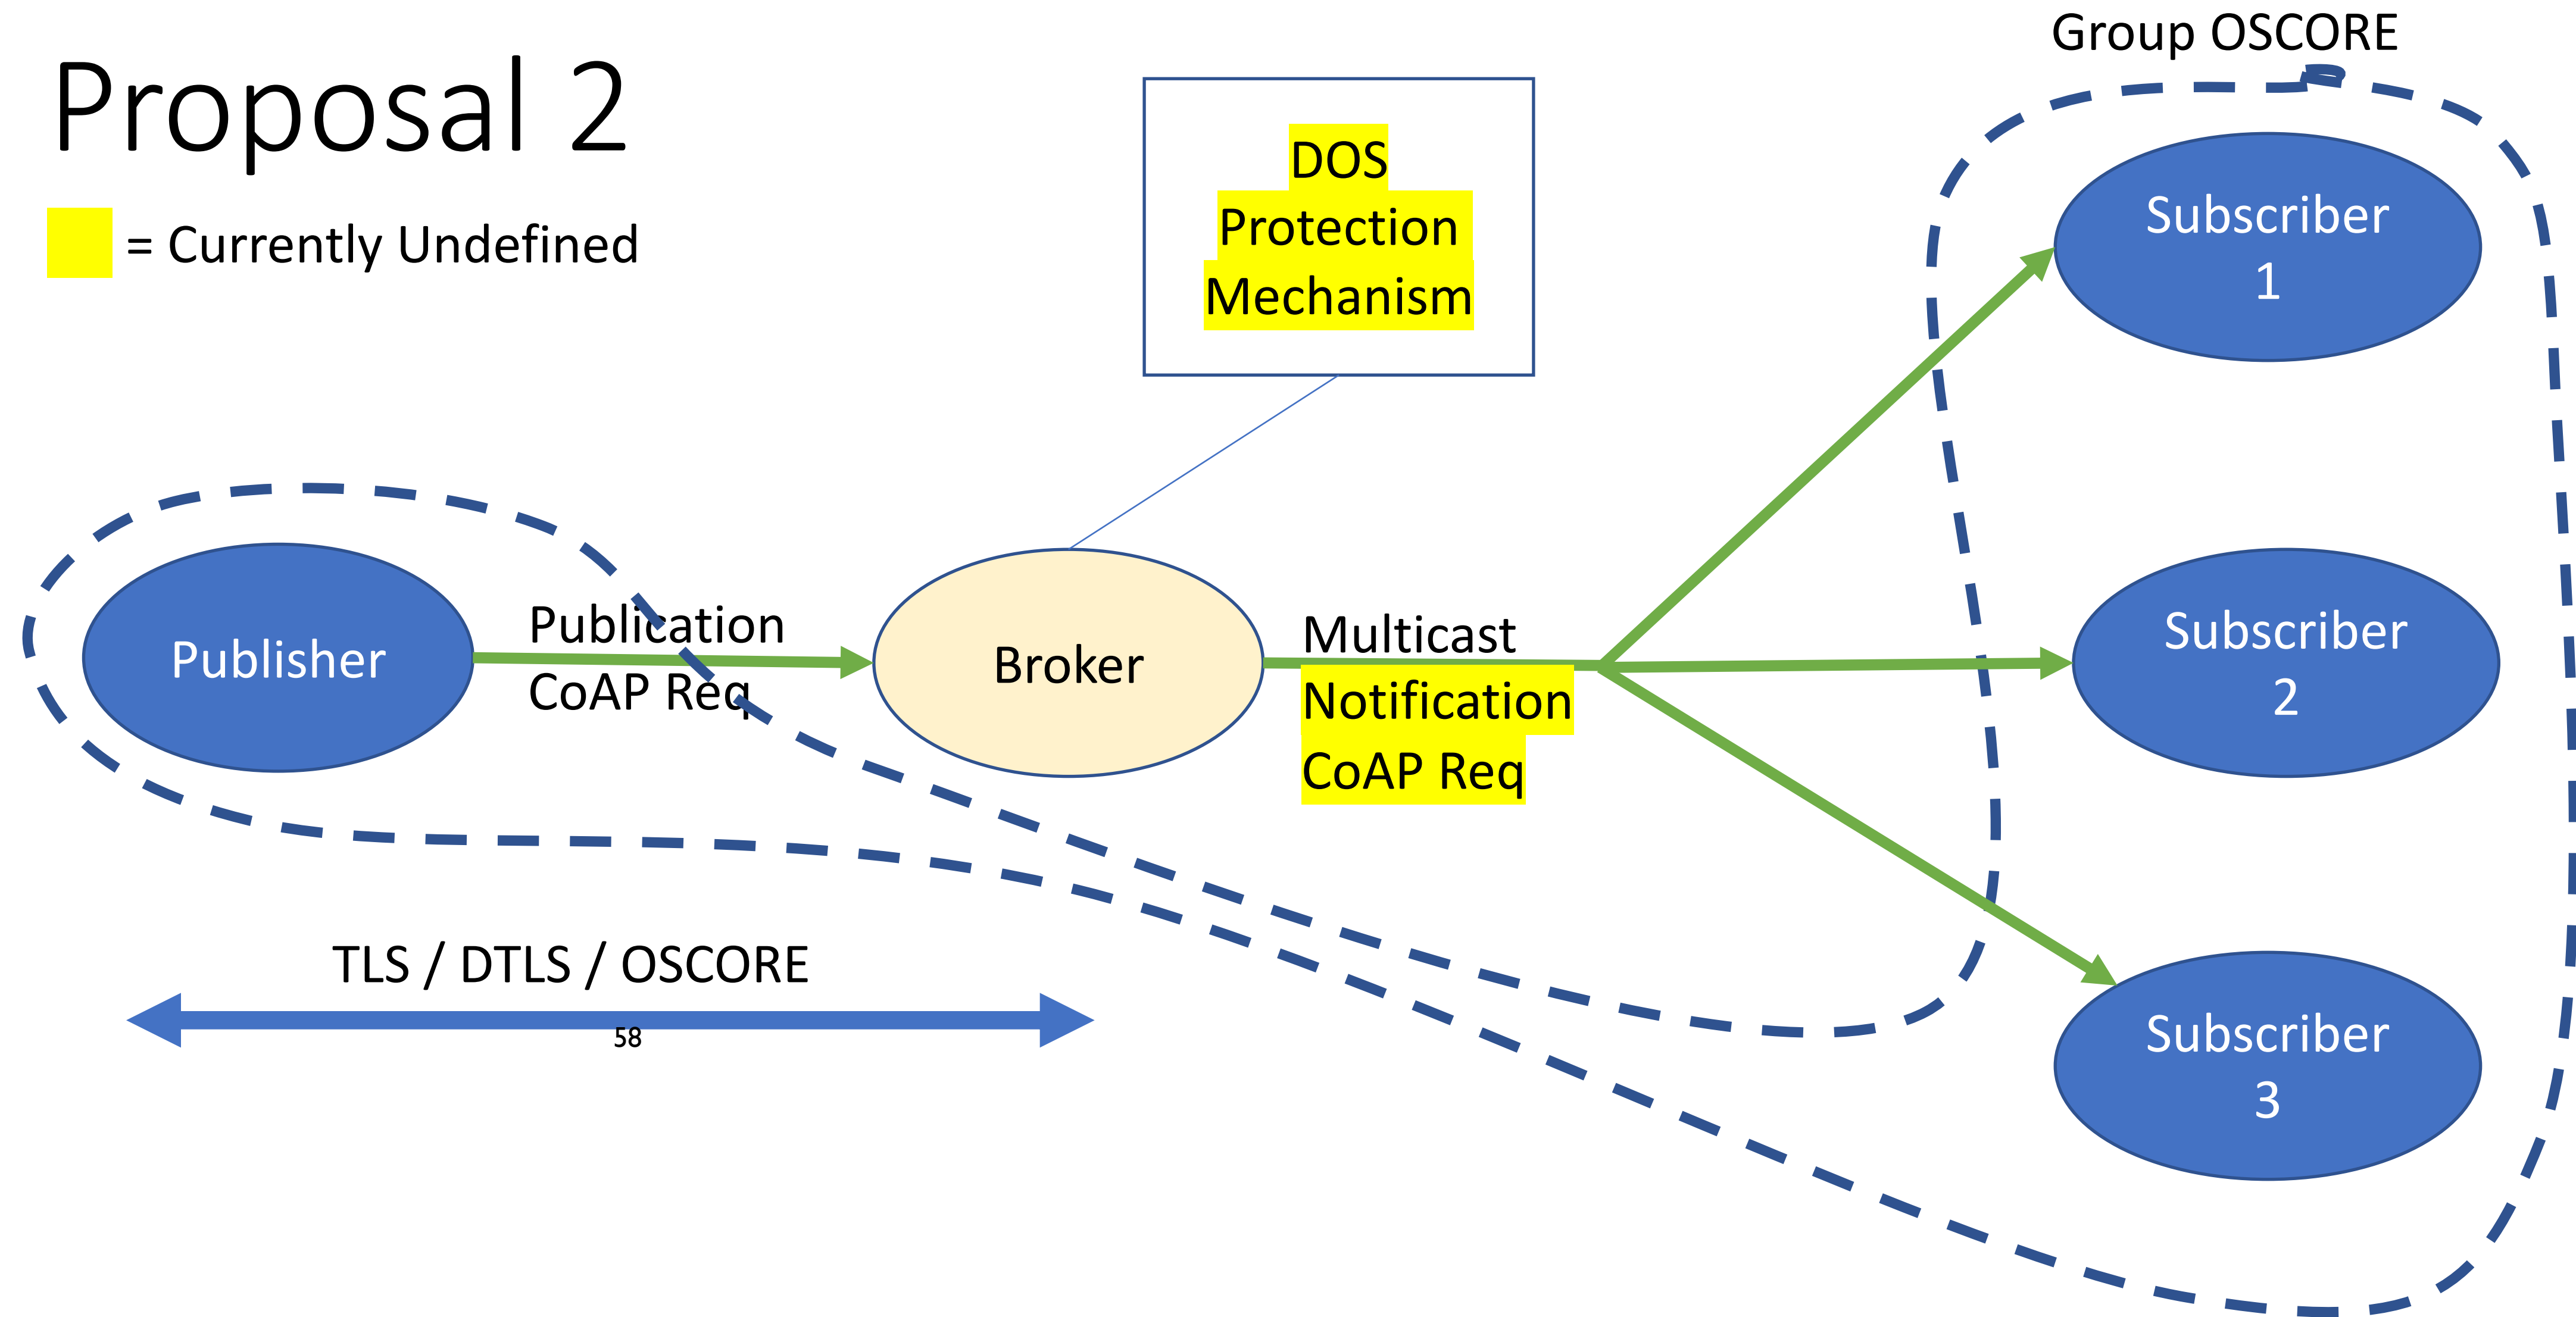 Proposal 2
= Currently Undefined
Group OSCORE
DOS
Protection
Mechanism
Subscriber
1
Publisher
Publication
CoAP Req
Broker
Multicast
Notification
CoAP Req
Subscriber
2
TLS / DTLS / OSCORE
58
Subscriber
3